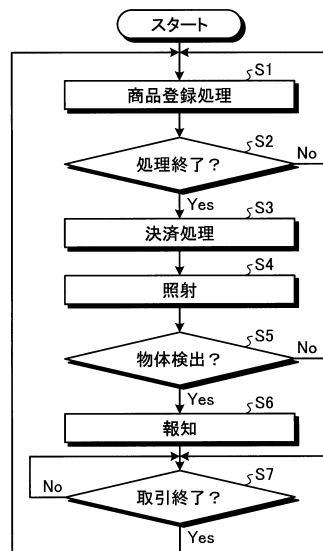 スタート
S1
商品登録処理
S2
処理終了？
No
Yes
S3
決済処理
S4
照射
S5
物体検出？
No
Yes
S6
報知
S7
取引終了？
No
Yes